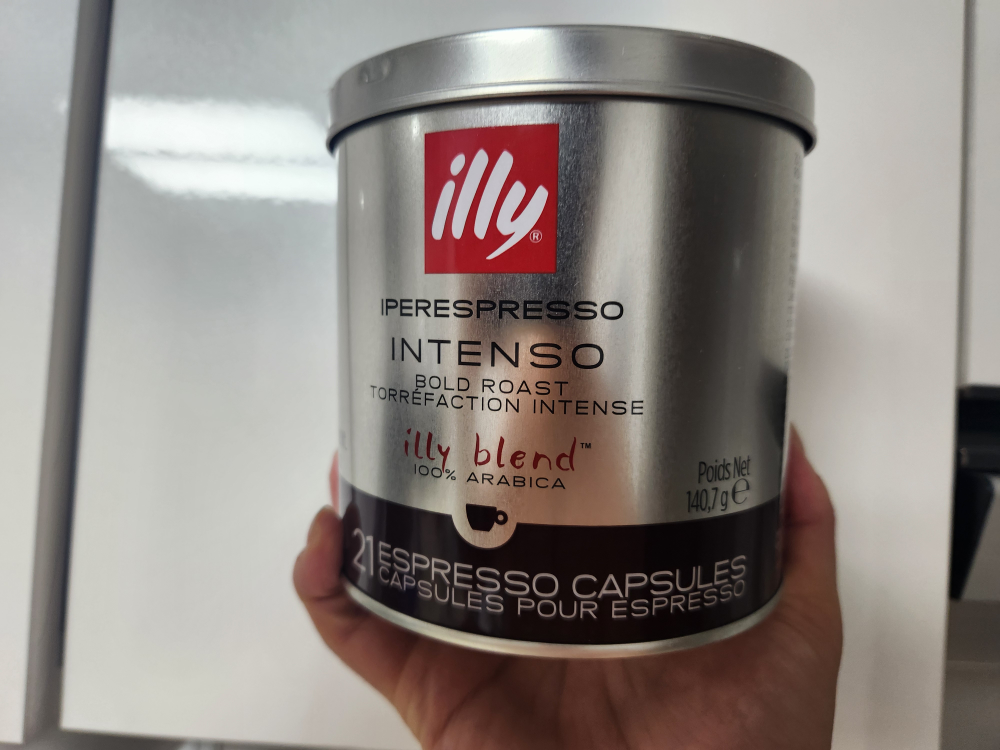 illy®
IPERESPRESSO
INTENSO
BOLD ROAST
TORRÉFACTION INTENSE
illy blend™
100% ARABICA
Poids Net
140,7 g ℮
21 ESPRESSO CAPSULES
CAPSULES POUR ESPRESSO